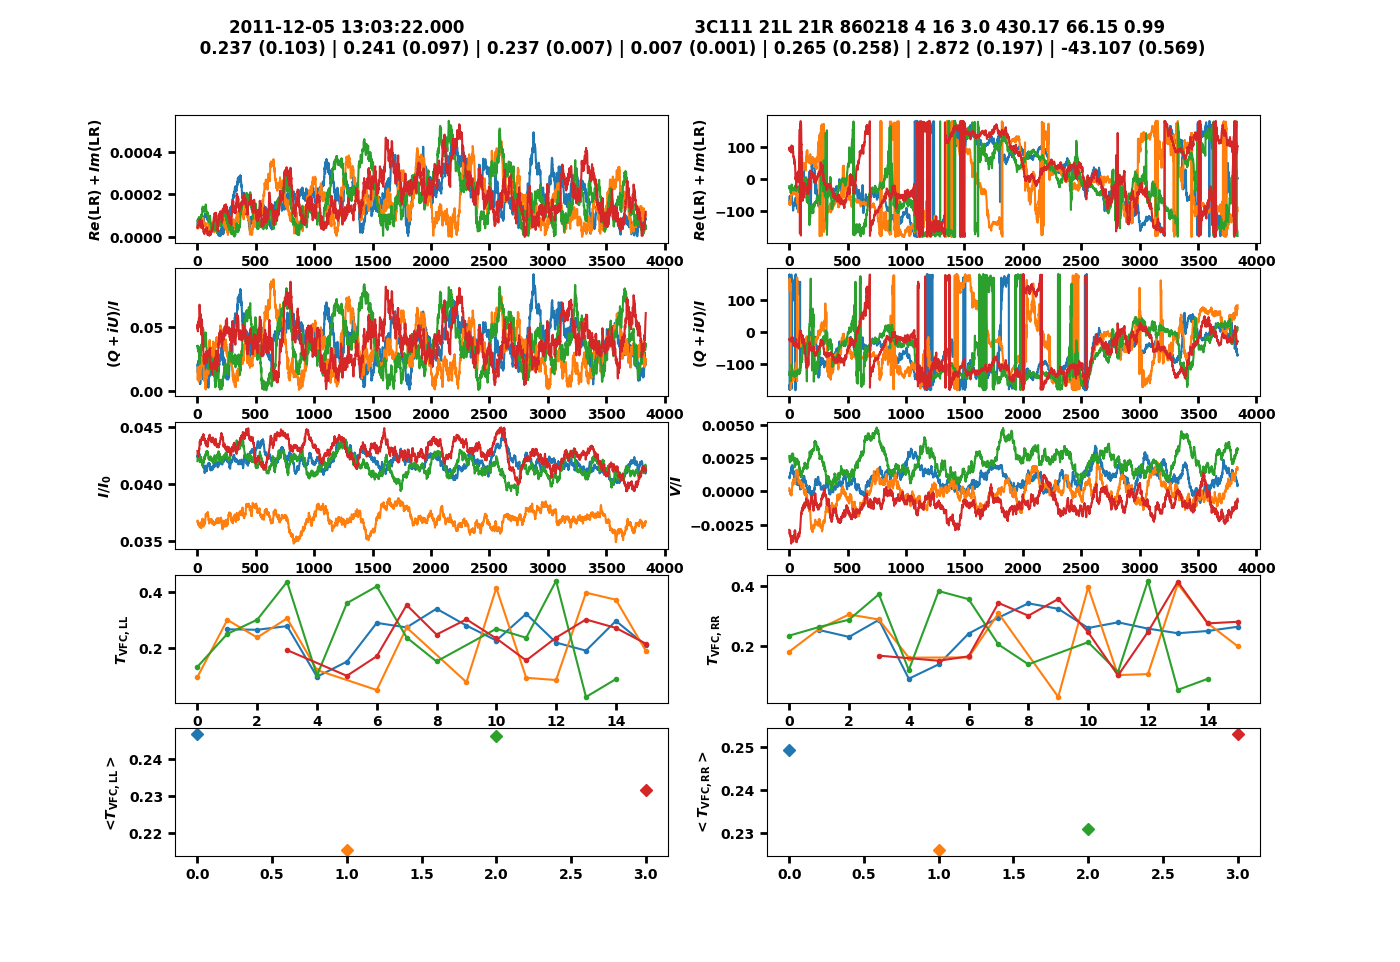 2011-12-05 13:03:22.000 3C111 21L 21R 860218 4 16 3.0 430.17 66.15 0.99
0.237 (0.103) | 0.241 (0.097) | 0.237 (0.007) | 0.007 (0.001) | 0.265 (0.258) | 2.872 (0.197) | -43.107 (0.569)
Re(LR) + Im(LR)
0.0004
0.0002
0.0000
0 500 1000 1500 2000 2500 3000 3500 4000
Re(LR) + Im(LR)
100
0
−100
0 500 1000 1500 2000 2500 3000 3500 4000
(Q + iU)/I
0.05
0.00
0 500 1000 1500 2000 2500 3000 3500 4000
(Q + iU)/I
100
0
−100
0 500 1000 1500 2000 2500 3000 3500 4000
I/I0
0.045
0.040
0.035
0 500 1000 1500 2000 2500 3000 3500 4000
V/I
0.0050
0.0025
0.0000
−0.0025
0 500 1000 1500 2000 2500 3000 3500 4000
TVFC, LL
0.4
0.2
0 2 4 6 8 10 12 14
TVFC, RR
0.4
0.2
0 2 4 6 8 10 12 14
<TVFC, LL >
0.24
0.23
0.22
0.0 0.5 1.0 1.5 2.0 2.5 3.0
< TVFC, RR >
0.25
0.24
0.23
0.0 0.5 1.0 1.5 2.0 2.5 3.0